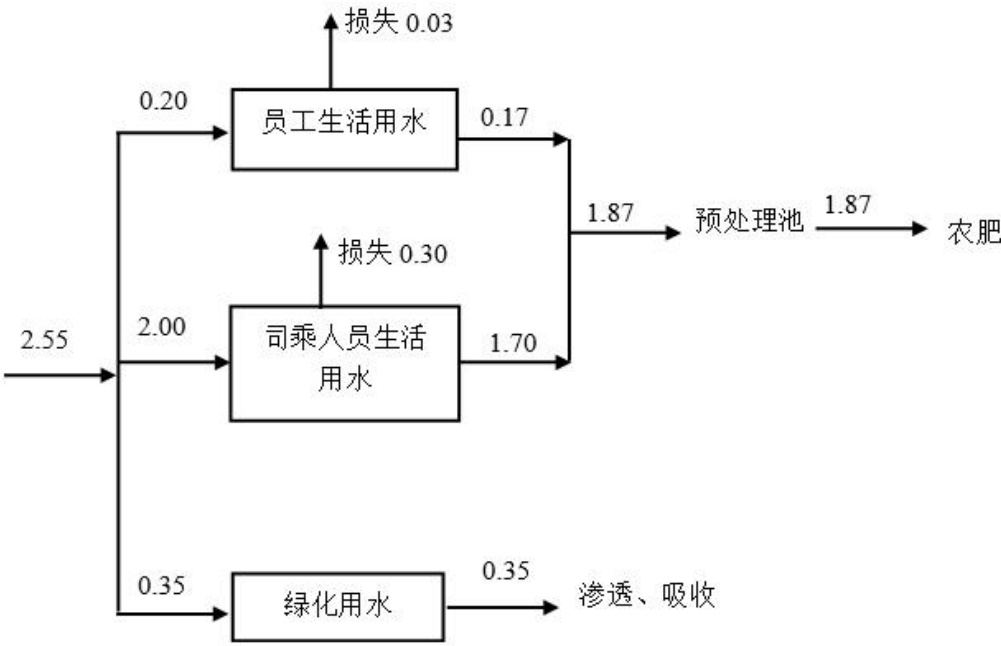 损失 0.03
0.20
员工生活用水
0.17
1.87
预处理池
1.87
农肥
损失 0.30
2.55
2.00
司乘人员生活
用水
1.70
0.35
绿化用水
0.35
渗透、吸收